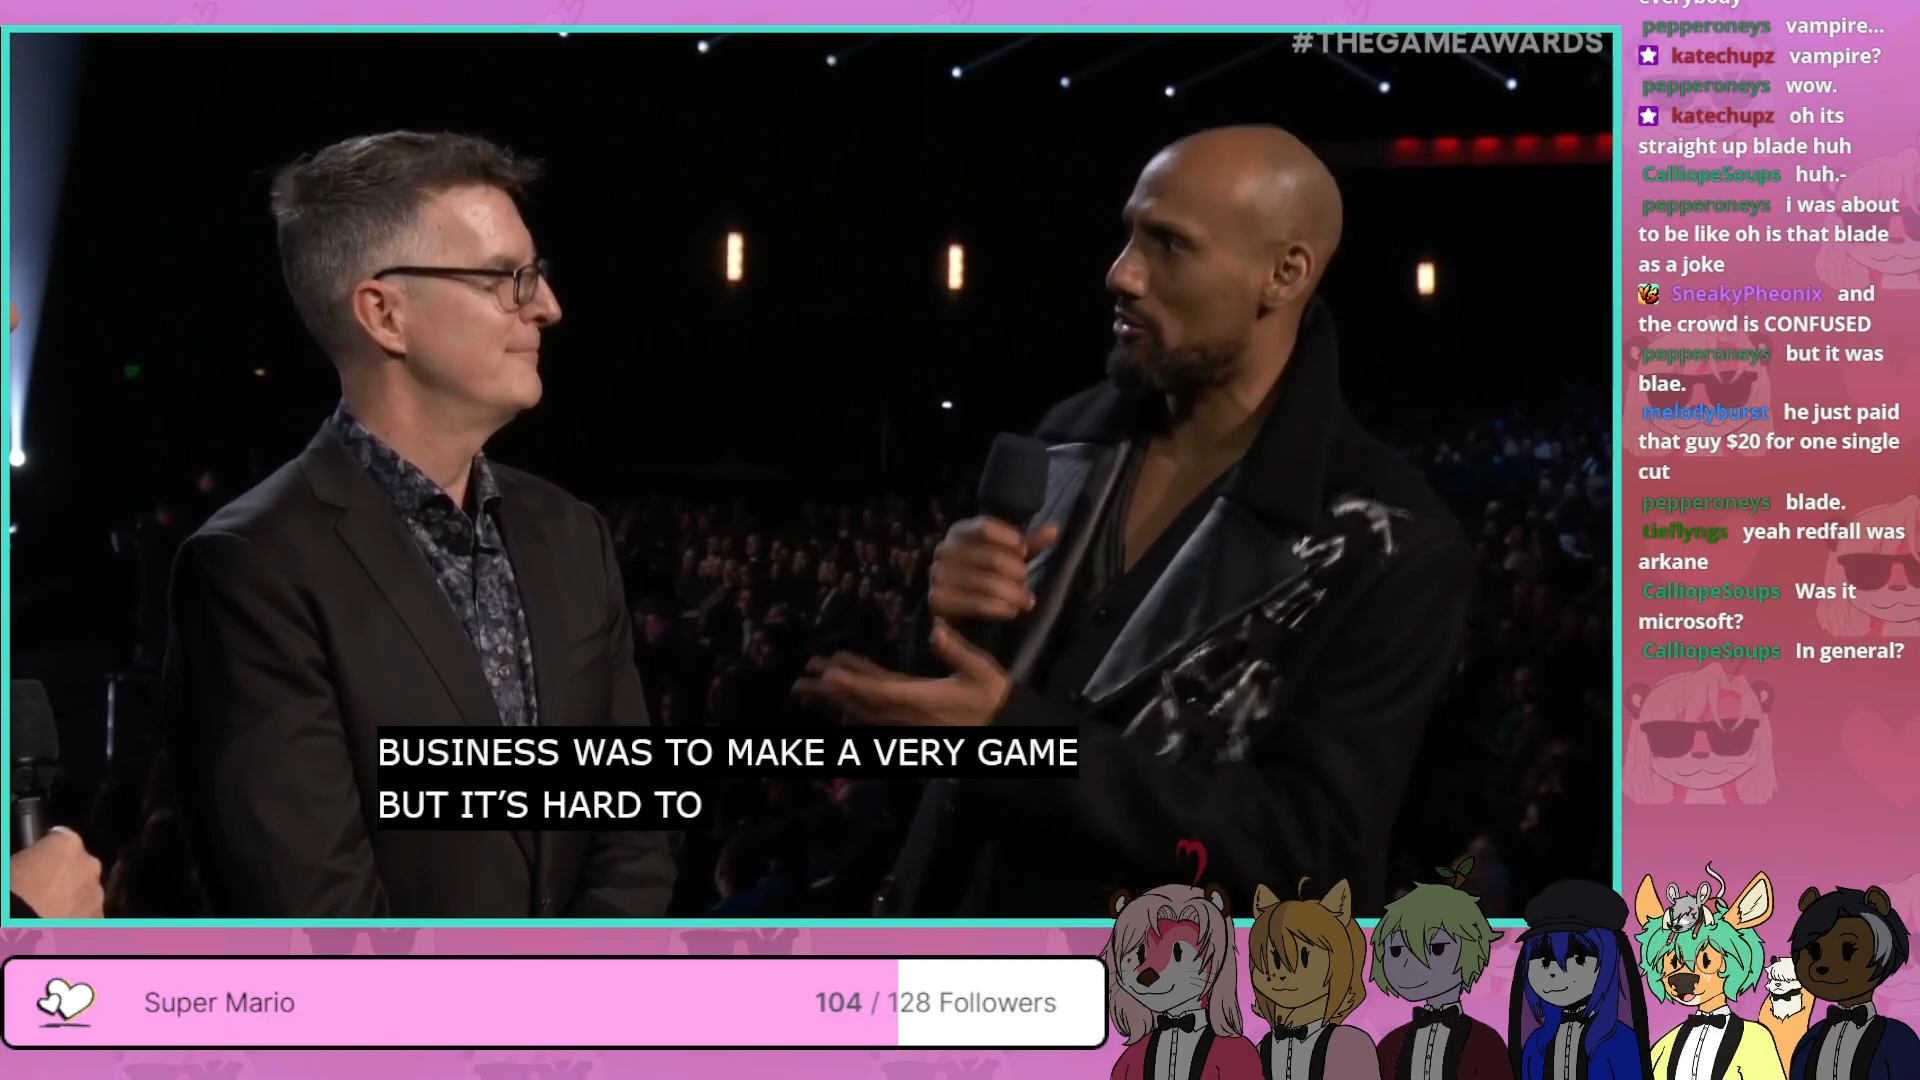 #THEGAMEAWARDS
BUSINESS WAS TO MAKE A VERY GAME
BUT IT'S HARD TO
everybody
pepperoneys vampire...
katechupz vampire?
pepperoneys wow.
katechupz oh its
straight up blade huh
CalliopeSoups huh.-
pepperoneys i was about
to be like oh is that blade
as a joke
SneakyPheonix and
the crowd is CONFUSED
pepperoneys but it was
blae.
melodyburst he just paid
that guy $20 for one single
cut
pepperoneys blade.
tieflyngs yeah redfall was
arkane
CalliopeSoups Was it
microsoft?
CalliopeSoups In general?
Super Mario
104 / 128 Followers